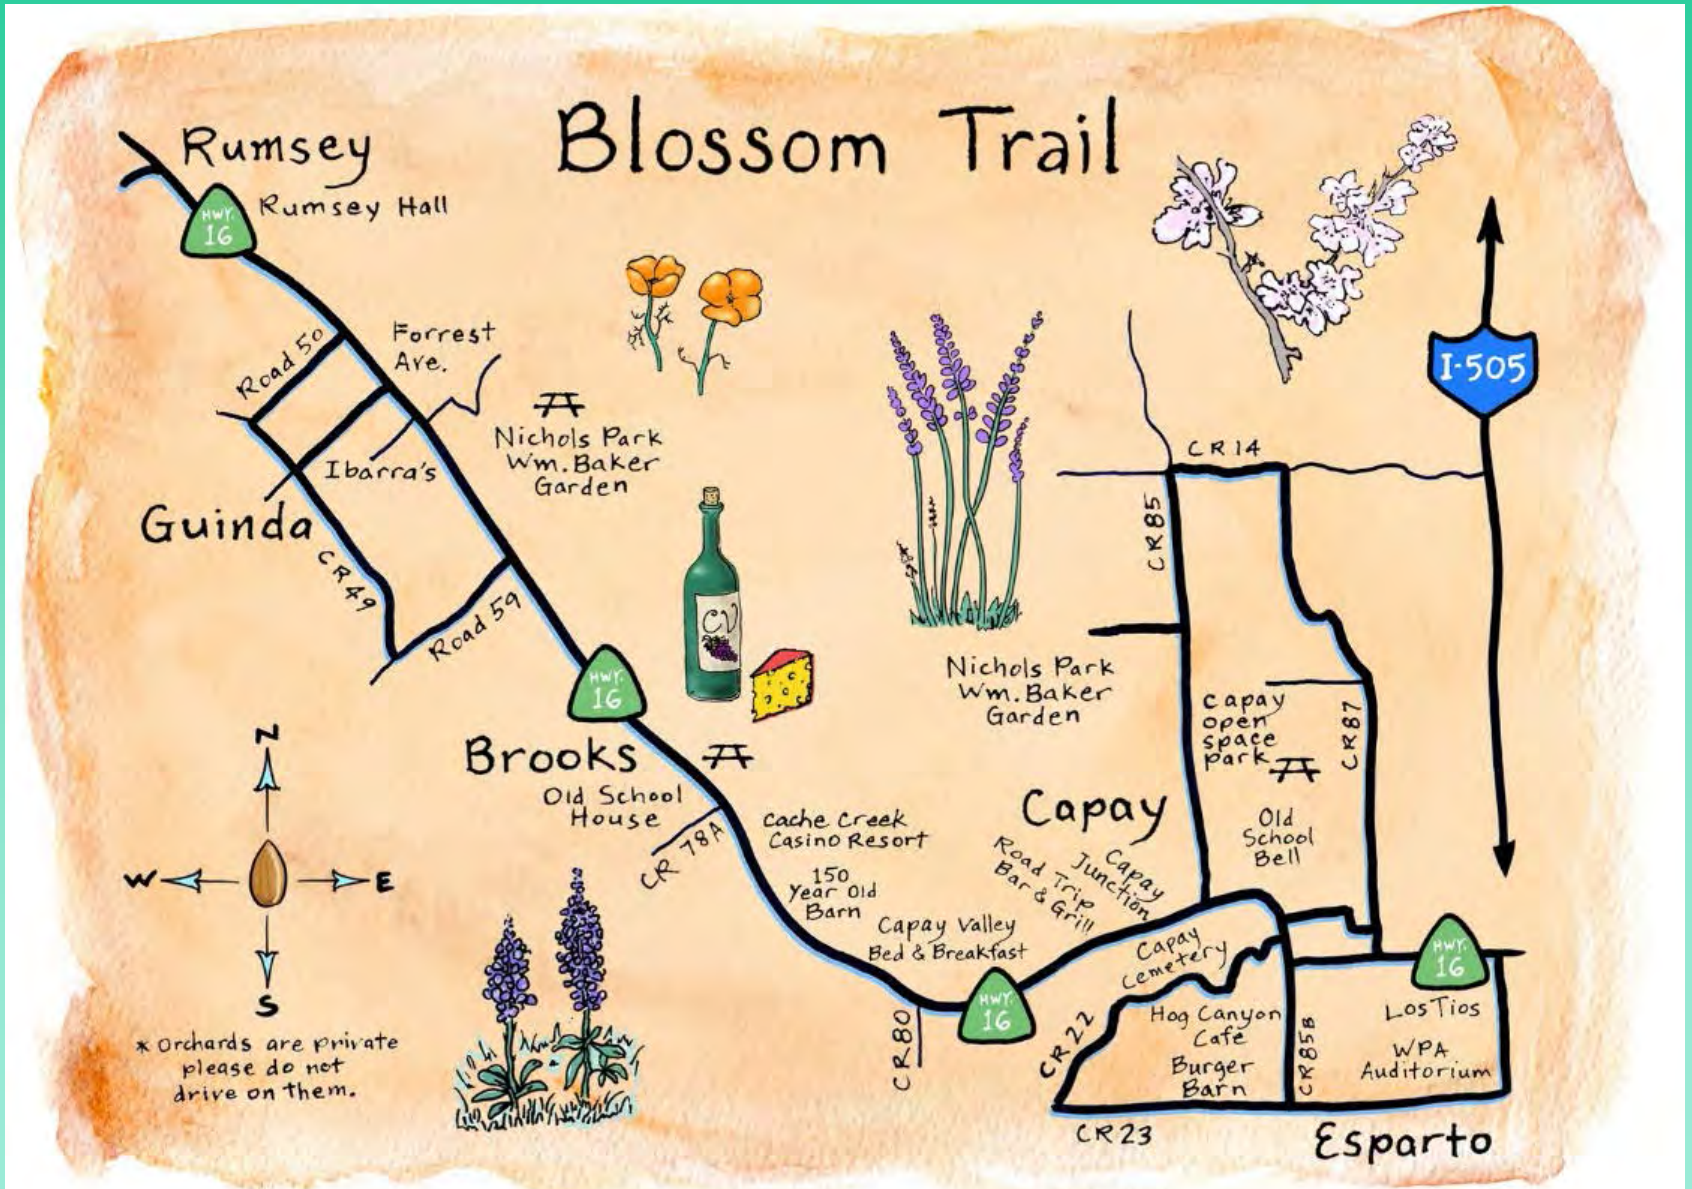 Blossom Trail
Rumsey
Rumsey Hall
HWY.
16
Road 50
Forrest
Ave.
Ibarra's
Nichols Park
Wm. Baker
Garden
Guinda
CR 49
Road 59
HWY.
16
CV
I-505
CR 14
CR 85
Nichols Park
Wm. Baker
Garden
Capay
open
space
park
CR 87
Brooks
Old School
House
CR 78A
Cache Creek
Casino Resort
150
Year Old
Barn
Capay Valley
Bed & Breakfast
Capay
Capay
Junction
Road Trip
Bar & Grill
Old
School
Bell
Capay
Cemetery
HWY.
16
HWY.
16
CR 80
CR 22
Hog Canyon
Cafe
Burger
Barn
CR 85B
Los Tios
WPA
Auditorium
CR 23
Esparto
N
W
E
S
* Orchards are private
please do not
drive on them.